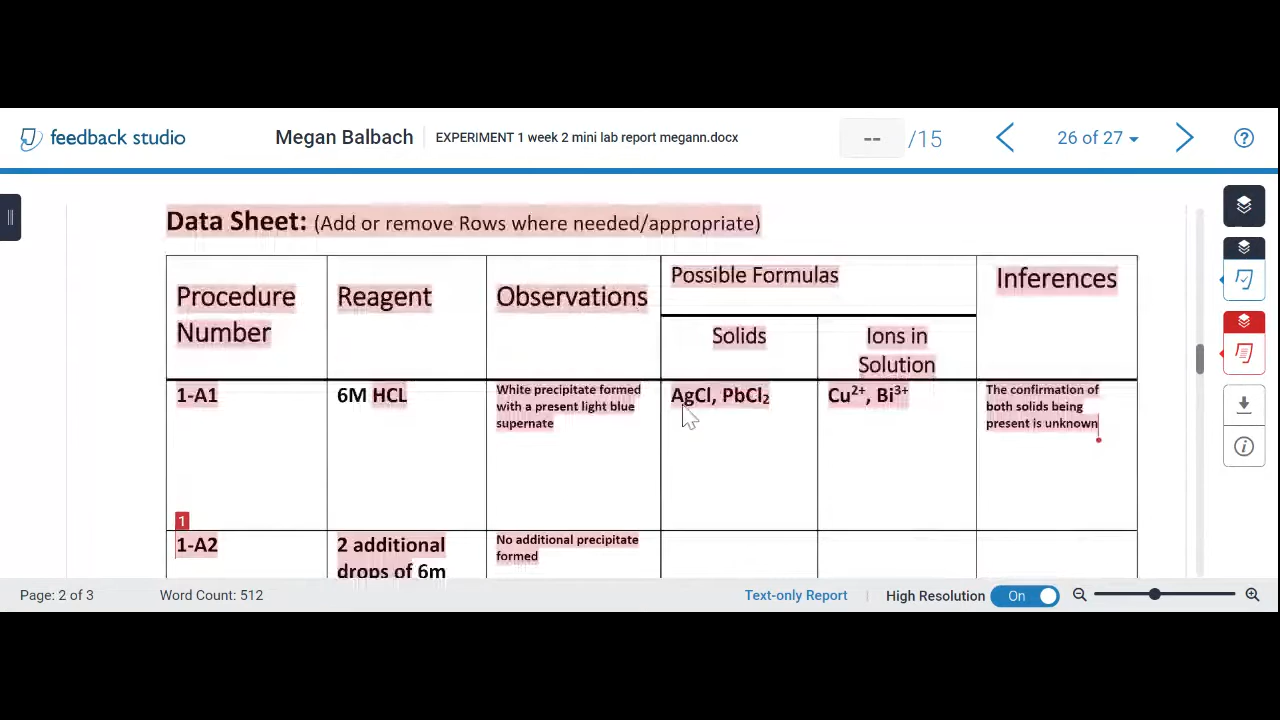 feedback studio
Megan Balbach
EXPERIMENT 1 week 2 mini lab report megann.docx
-- /15
26 of 27
Data Sheet: (Add or remove Rows where needed/appropriate)
Procedure
Number
Reagent
Observations
Possible Formulas
Solids
Ions in
Solution
Inferences
1-A1
6M HCL
White precipitate formed
with a present light blue
supernate
AgCl, PbCl₂
Cu²⁺, Bi³⁺
The confirmation of
both solids being
present is unknown
1
1-A2
2 additional
drops of 6m
No additional precipitate
formed
Page: 2 of 3
Word Count: 512
Text-only Report
High Resolution
On